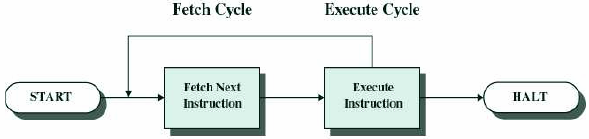 Fetch Cycle
Execute Cycle
START
Fetch Next
Instruction
Execute
Instruction
HALT